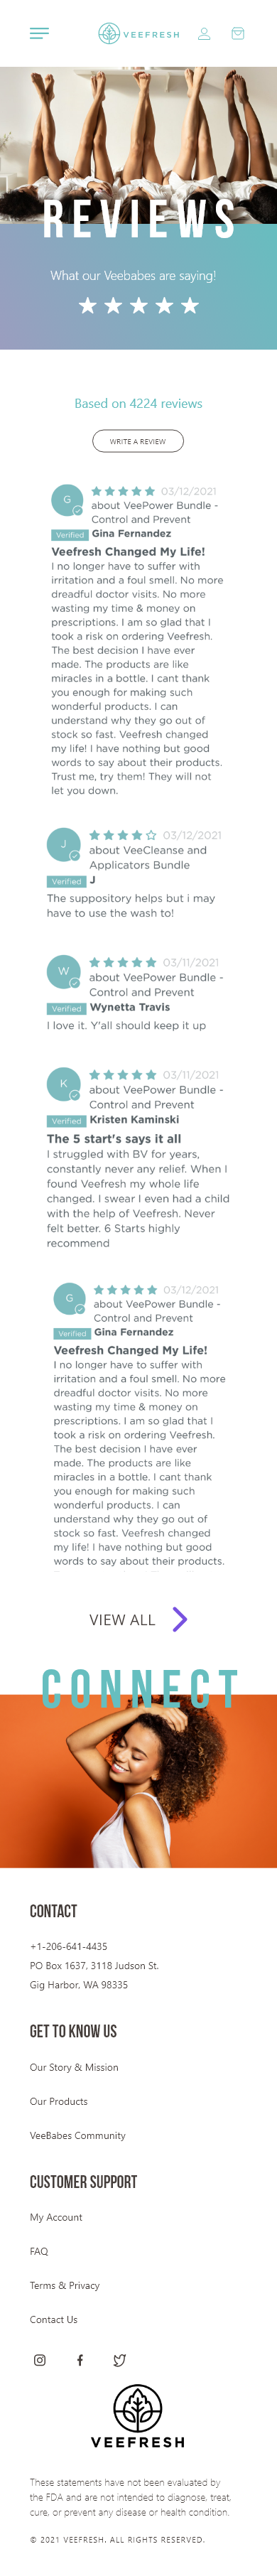 VEEFRESH
REVIEWS
What our Veebabes are saying!
Based on 4224 reviews
WRITE A REVIEW
G
03/12/2021
about VeePower Bundle -
Control and Prevent
Verified Gina Fernandez
Veefresh Changed My Life!
I no longer have to suffer with
irritation and a foul smell. No more
dreadful doctor visits. No more
wasting my time & money on
prescriptions. I am so glad that I
took a risk on ordering Veefresh.
The best decision I have ever
made. The products are like
miracles in a bottle. I cant thank
you enough for making such
wonderful products. I can
understand why they go out of
stock so fast. Veefresh changed
my life! I have nothing but good
words to say about their products.
Trust me, try them! They will not
let you down.
J
03/12/2021
about VeeCleanse and
Applicators Bundle
Verified J
The suppository helps but i may
have to use the wash to!
W
03/11/2021
about VeePower Bundle -
Control and Prevent
Verified Wynetta Travis
I love it. Y'all should keep it up
K
03/11/2021
about VeePower Bundle -
Control and Prevent
Verified Kristen Kaminski
The 5 start's says it all
I struggled with BV for years,
constantly never any relief. When I
found Veefresh my whole life
changed. I swear I even had a child
with the help of Veefresh. Never
felt better. 6 Starts highly
recommend
G
03/12/2021
about VeePower Bundle -
Control and Prevent
Verified Gina Fernandez
Veefresh Changed My Life!
I no longer have to suffer with
irritation and a foul smell. No more
dreadful doctor visits. No more
wasting my time & money on
prescriptions. I am so glad that I
took a risk on ordering Veefresh.
The best decision I have ever
made. The products are like
miracles in a bottle. I cant thank
you enough for making such
wonderful products. I can
understand why they go out of
stock so fast. Veefresh changed
my life! I have nothing but good
words to say about their products.
VIEW ALL
CONNECT
CONTACT
+1-206-641-4435
PO Box 1637, 3118 Judson St.
Gig Harbor, WA 98335
GET TO KNOW US
Our Story & Mission
Our Products
VeeBabes Community
CUSTOMER SUPPORT
My Account
FAQ
Terms & Privacy
Contact Us
VEEFRESH
These statements have not been evaluated by
the FDA and are not intended to diagnose, treat,
cure, or prevent any disease or health condition.
© 2021 VEEFRESH. ALL RIGHTS RESERVED.